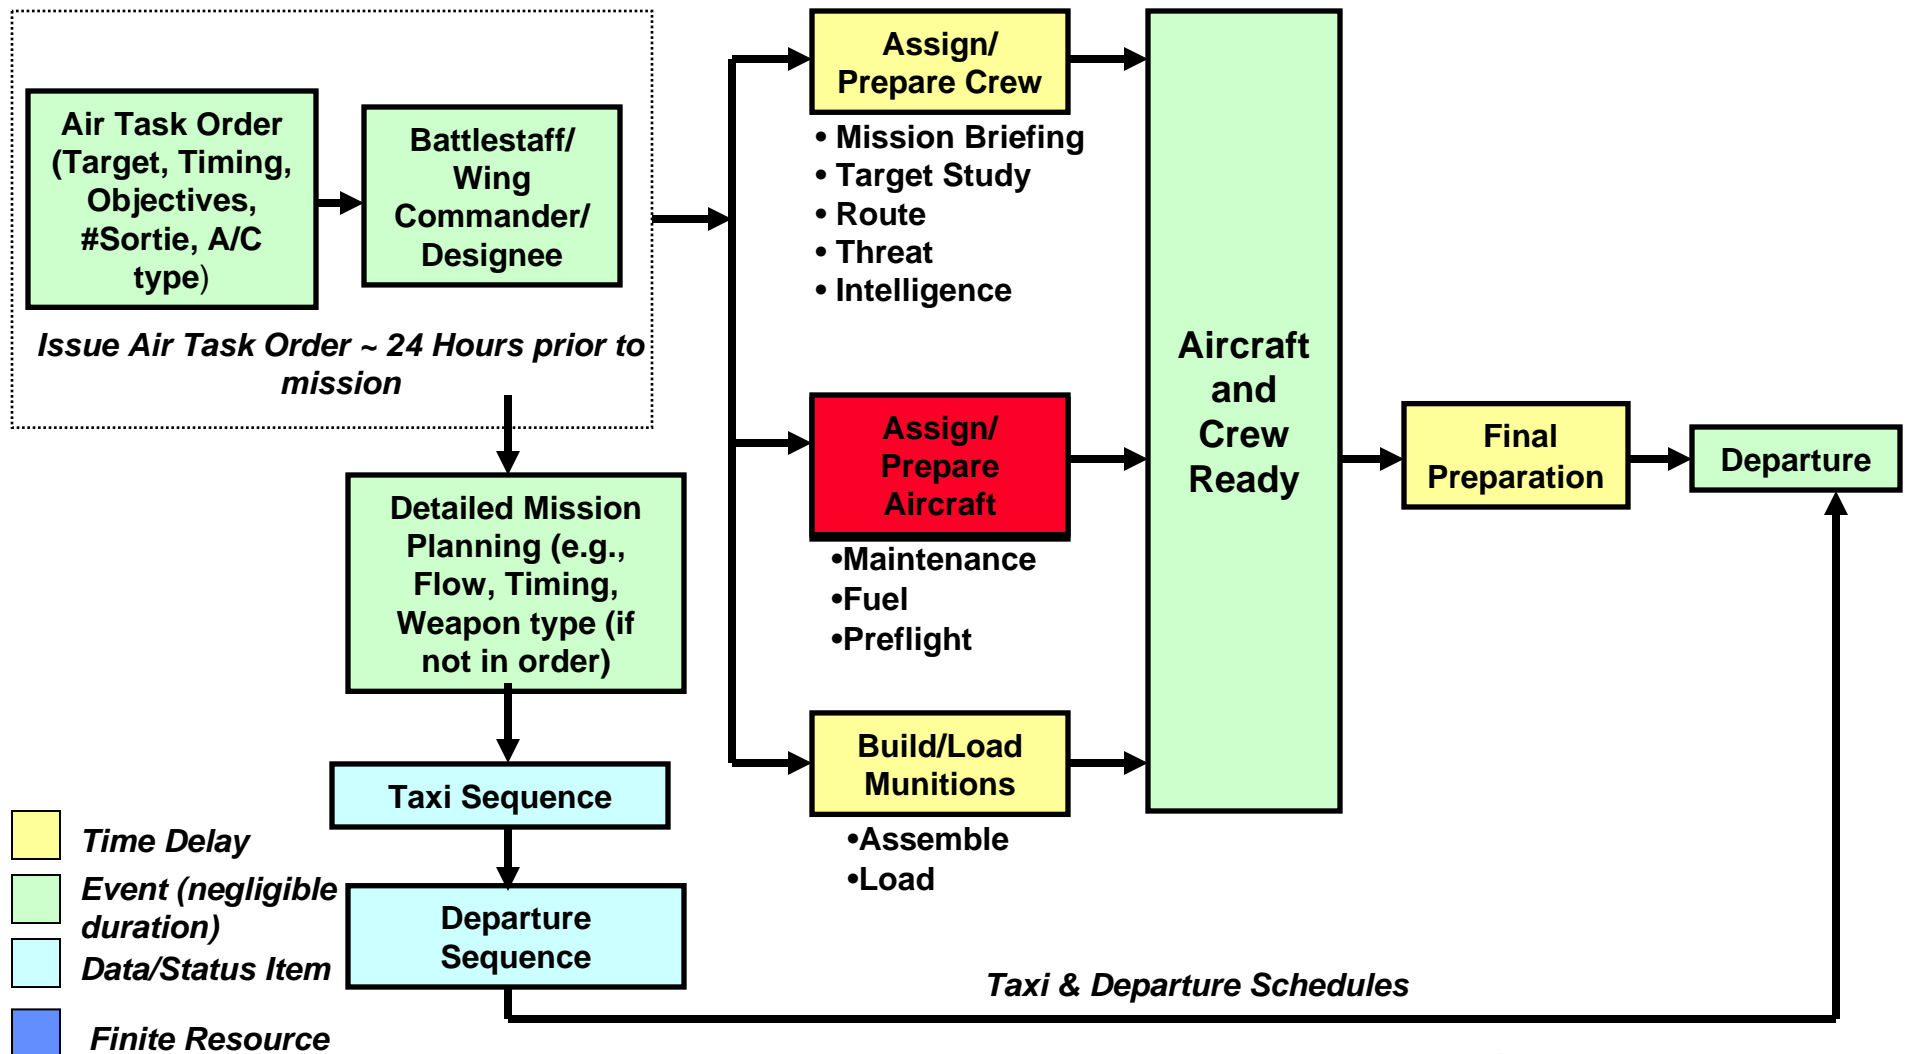 Air Task Order
(Target, Timing,
Objectives,
#Sortie, A/C
type)
Battlestaff/
Wing
Commander/
Designee
Issue Air Task Order ~ 24 Hours prior to
mission
Detailed Mission
Planning (e.g.,
Flow, Timing,
Weapon type (if
not in order)
Taxi Sequence
Departure
Sequence
Assign/
Prepare Crew
• Mission Briefing
• Target Study
• Route
• Threat
• Intelligence
Assign/
Prepare
Aircraft
•Maintenance
•Fuel
•Preflight
Build/Load
Munitions
•Assemble
•Load
Aircraft
and
Crew
Ready
Final
Preparation
Departure
Taxi & Departure Schedules
Time Delay
Event (negligible
duration)
Data/Status Item
Finite Resource